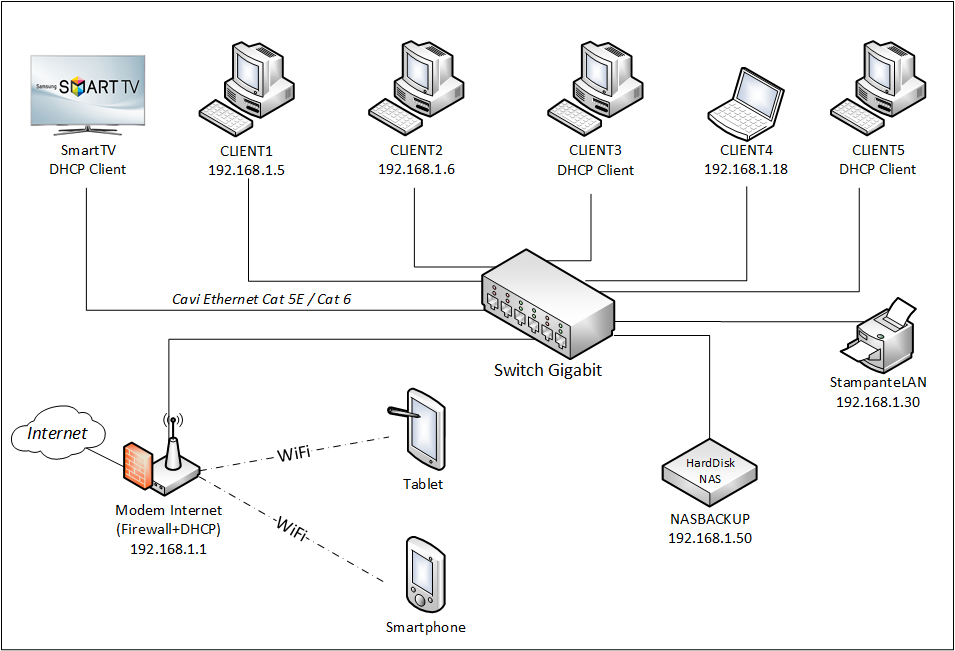 Samsung SMART TV
SmartTV
DHCP Client
CLIENT1
192.168.1.5
CLIENT2
192.168.1.6
CLIENT3
DHCP Client
CLIENT4
192.168.1.18
CLIENT5
DHCP Client
Cavi Ethernet Cat 5E / Cat 6
Switch Gigabit
StampanteLAN
192.168.1.30
Internet
WiFi
Tablet
HardDisk
NAS
NASBACKUP
192.168.1.50
Modem Internet
(Firewall+DHCP)
192.168.1.1
WiFi
Smartphone